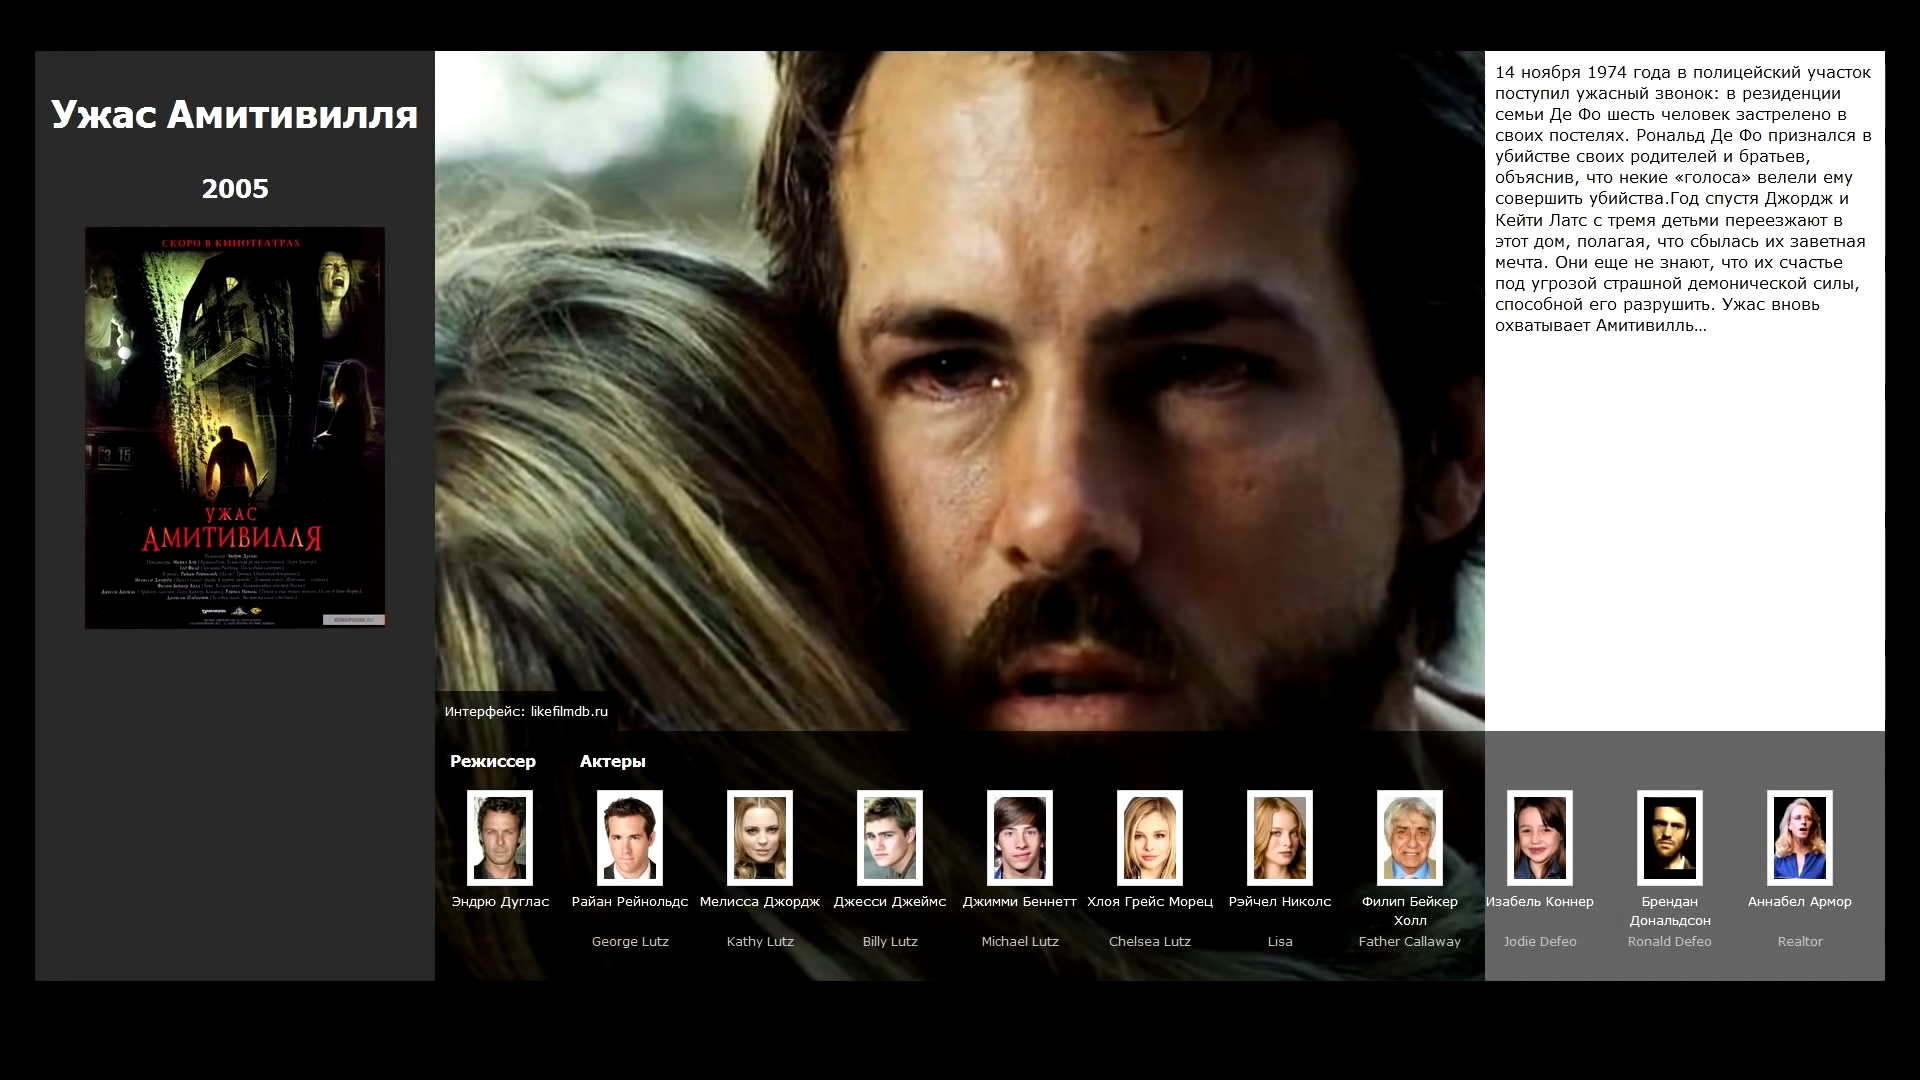 Ужас Амитивилля
2005
СКОРО В КИНОТЕАТРАХ
УЖАС
АМИТИВИЛЛЯ
14 ноября 1974 года в полицейский участок
поступил ужасный звонок: в резиденции
семьи Де Фо шесть человек застрелено в
своих постелях. Рональд Де Фо признался в
убийстве своих родителей и братьев,
объяснив, что некие «голоса» велели ему
совершить убийства.Год спустя Джордж и
Кейти Латс с тремя детьми переезжают в
этот дом, полагая, что сбылась их заветная
мечта. Они еще не знают, что их счастье
под угрозой страшной демонической силы,
способной его разрушить. Ужас вновь
охватывает Амитивилль…
Интерфейс: likefilmdb.ru
Режиссер Актеры
Эндрю Дуглас Райан Рейнольдс Мелисса Джордж Джесси Джеймс Джимми Беннетт Хлоя Грейс Морец Рэйчел Николс Филип Бейкер Изабель Коннер Брендан Аннабел Армор
Холл Дональдсон
George Lutz Kathy Lutz Billy Lutz Michael Lutz Chelsea Lutz Lisa Father Callaway Jodie Defeo Ronald Defeo Realtor